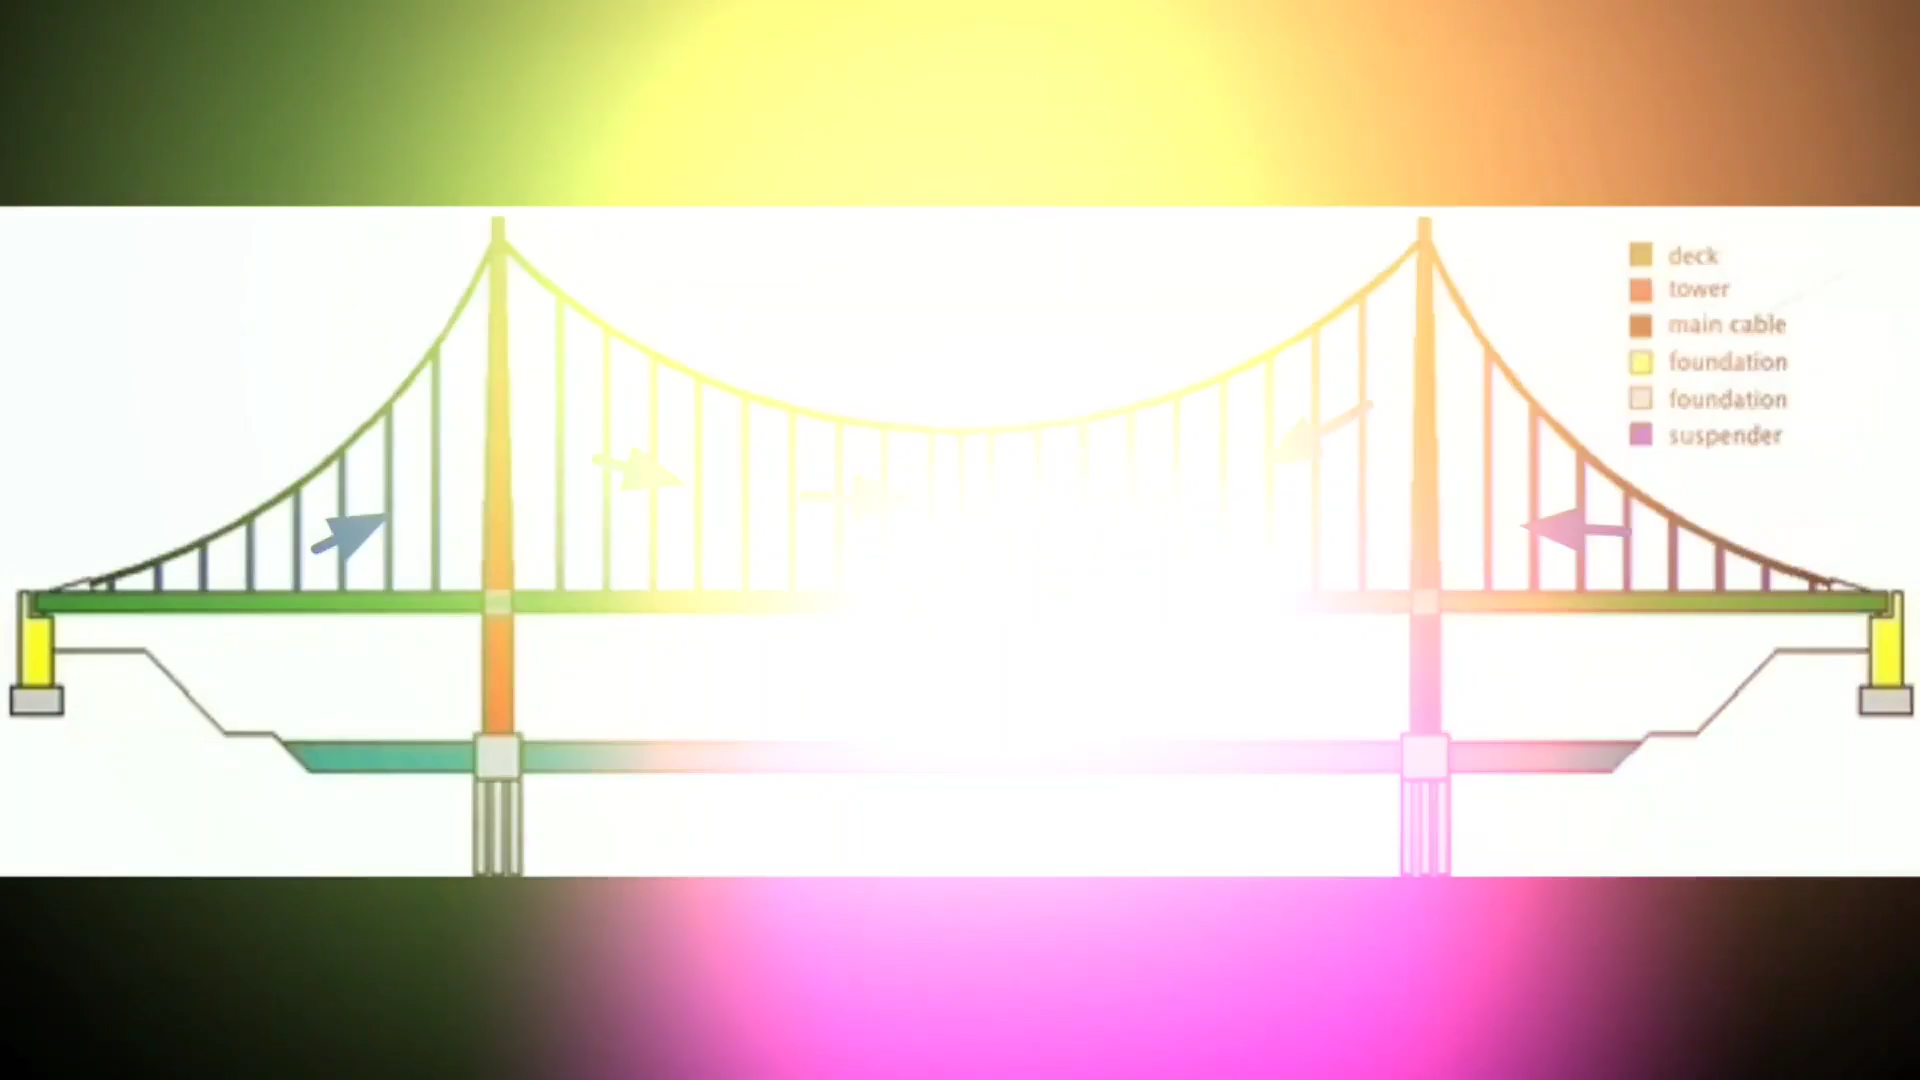 deck
tower
main cable
foundation
foundation
suspender